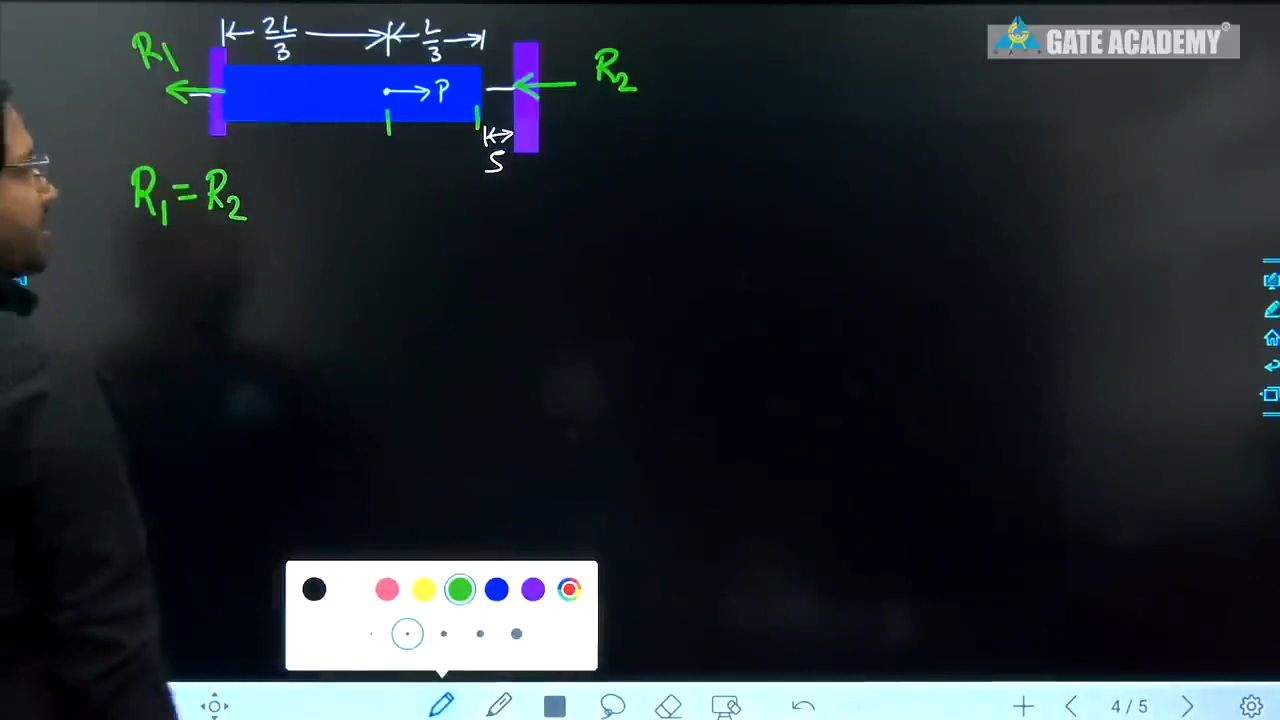 2L/3 L/3
R1 P R2
S
R1 = R2
GATE ACADEMY
4 / 5